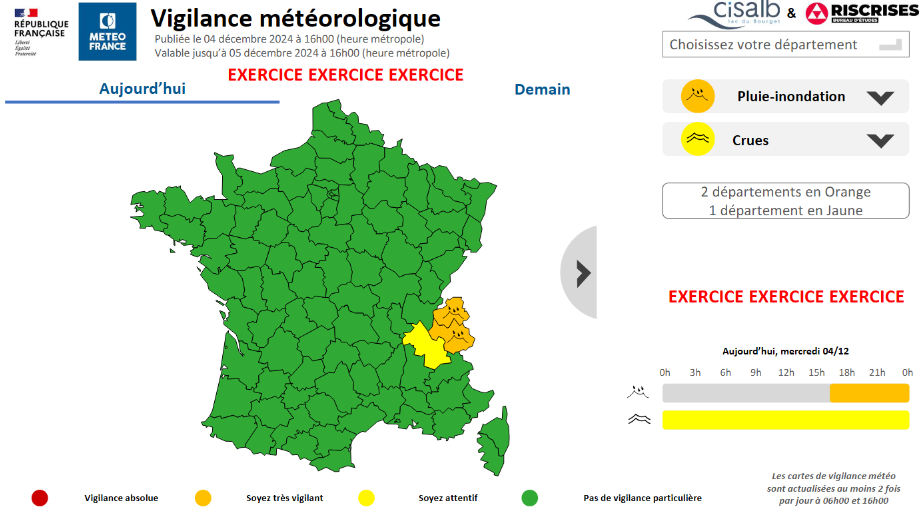 RÉPUBLIQUE
FRANÇAISE
Liberté
Égalité
Fraternité
METEO
FRANCE
Vigilance météorologique
Publiée le 04 décembre 2024 à 16h00 (heure métropole)
Valable jusqu'à 05 décembre 2024 à 16h00 (heure métropole)
EXERCICE EXERCICE EXERCICE
Aujourd'hui
Demain
cisalb
Lac du Bourget
&
RISCRISES
BUREAU D'ÉTUDES
Choisissez votre département
Pluie-inondation
Crues
2 départements en Orange
1 département en Jaune
EXERCICE EXERCICE EXERCICE
Aujourd'hui, mercredi 04/12
0h 3h 6h 9h 12h 15h 18h 21h 0h
Les cartes de vigilance météo
sont actualisées au moins 2 fois
par jour à 06h00 et 16h00
Vigilance absolue
Soyez très vigilant
Soyez attentif
Pas de vigilance particulière